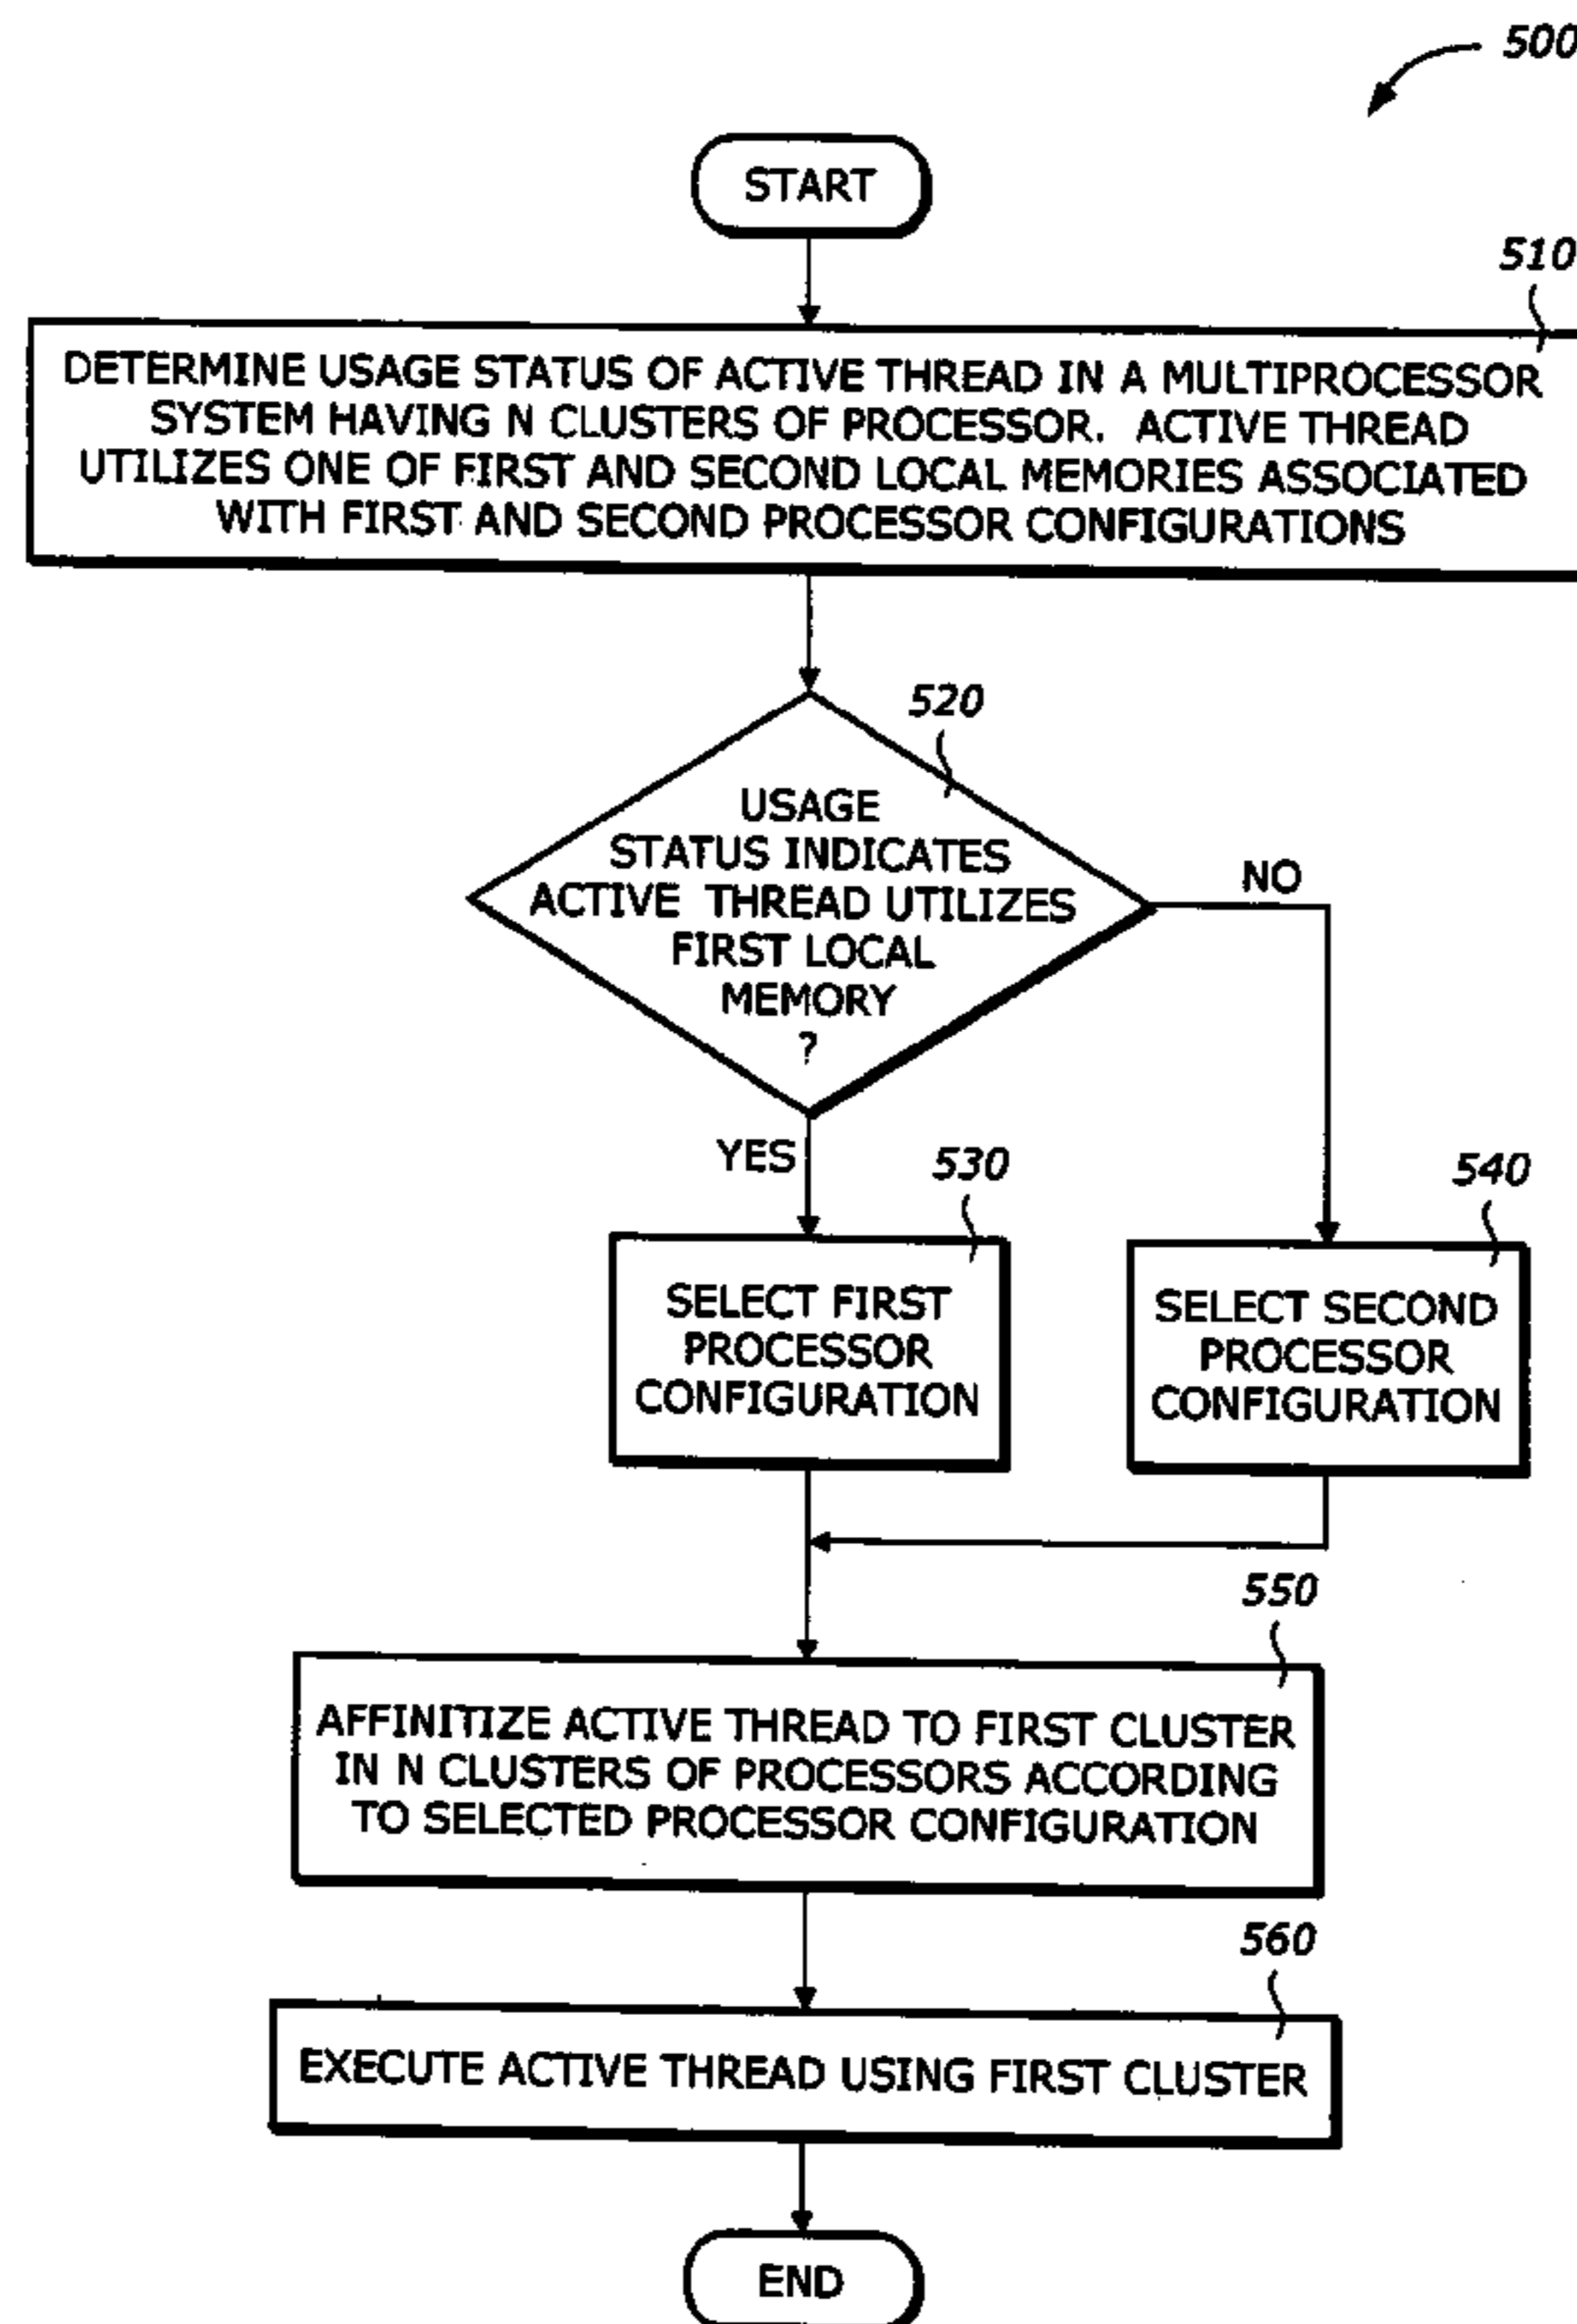 500
START
510
DETERMINE USAGE STATUS OF ACTIVE THREAD IN A MULTIPROCESSOR
SYSTEM HAVING N CLUSTERS OF PROCESSOR. ACTIVE THREAD
UTILIZES ONE OF FIRST AND SECOND LOCAL MEMORIES ASSOCIATED
WITH FIRST AND SECOND PROCESSOR CONFIGURATIONS
520
USAGE
STATUS INDICATES
ACTIVE THREAD UTILIZES
FIRST LOCAL
MEMORY
?
NO
YES
530
540
SELECT FIRST
PROCESSOR
CONFIGURATION
SELECT SECOND
PROCESSOR
CONFIGURATION
550
AFFINITIZE ACTIVE THREAD TO FIRST CLUSTER
IN N CLUSTERS OF PROCESSORS ACCORDING
TO SELECTED PROCESSOR CONFIGURATION
560
EXECUTE ACTIVE THREAD USING FIRST CLUSTER
END